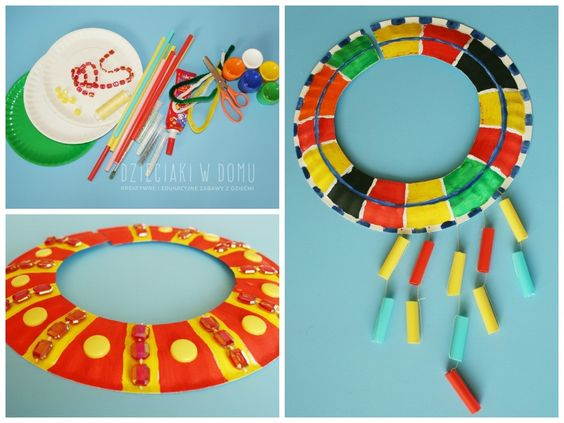 DZIECIAKI W DOMU
KREATYWNE I EDUKACYJNE ZABAWY Z DZIEĆMI